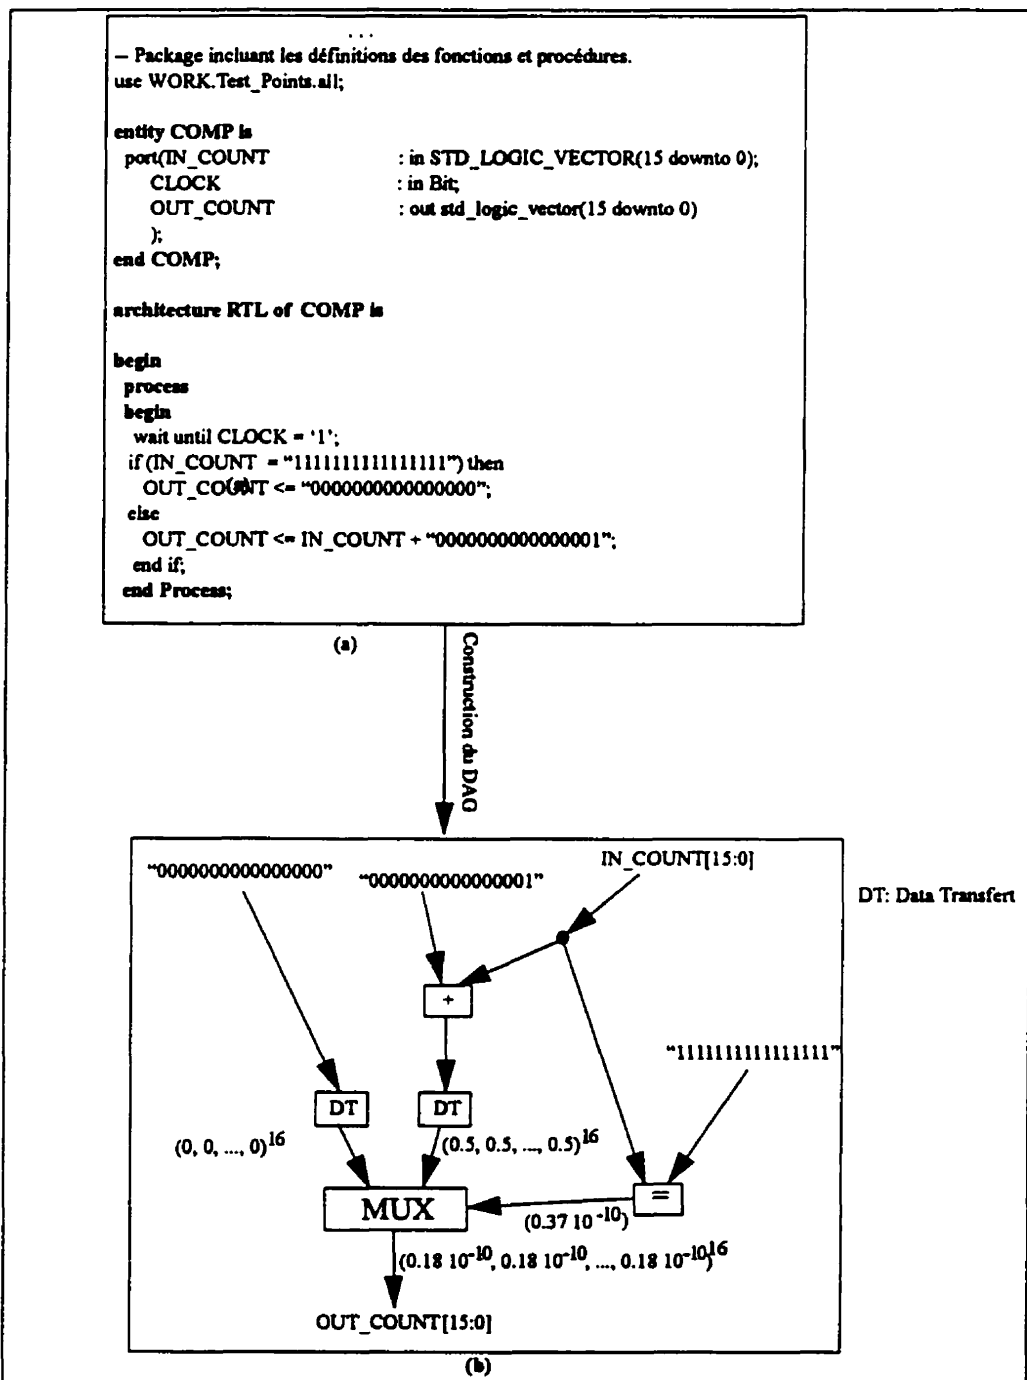 ...
– Package incluant les définitions des fonctions et procédures.
use WORK.Test_Points.all;
entity COMP is
port(IN_COUNT : in STD_LOGIC_VECTOR(15 downto 0);
CLOCK : in Bit;
OUT_COUNT : out std_logic_vector(15 downto 0)
);
end COMP;
architecture RTL of COMP is
begin
process
begin
wait until CLOCK = ‘1’;
if (IN_COUNT = “1111111111111111”) then
OUT_COUNT <= “0000000000000000”;
else
OUT_COUNT <= IN_COUNT + “0000000000000001”;
end if;
end Process;
(a)
Construction du DAG
IN_COUNT[15:0]
“0000000000000000”
“0000000000000001”
DT: Data Transfert
+
“1111111111111111”
DT
DT
(0, 0, ..., 0)^16
(0.5, 0.5, ..., 0.5)^16
MUX
=
(0.37 10^-10)
(0.18 10^-10, 0.18 10^-10, ..., 0.18 10^-10)^16
OUT_COUNT[15:0]
(b)